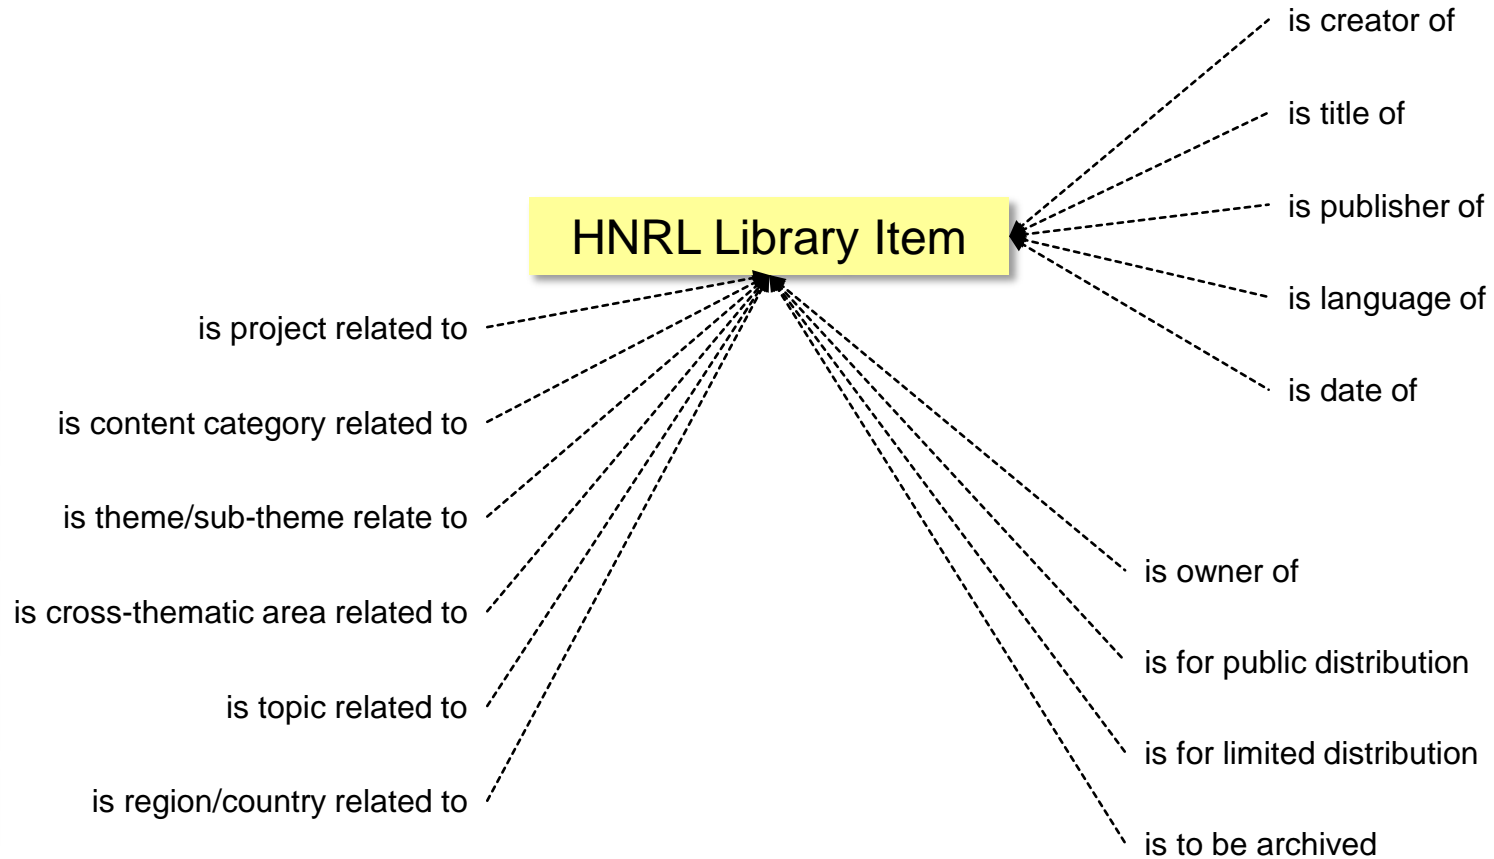 is creator of
is title of
is publisher of
HNRL Library Item
is language of
is project related to
is date of
is content category related to
is theme/sub-theme relate to
is owner of
is cross-thematic area related to
is for public distribution
is topic related to
is for limited distribution
is region/country related to
is to be archived